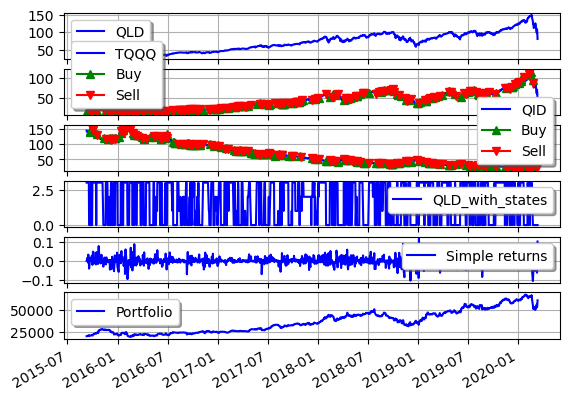 150
100
50
QLD
TQQQ
Buy
Sell
100
50
QID
Buy
Sell
150
100
50
2.5
0.0
QLD_with_states
0.1
0.0
−0.1
Simple returns
50000
25000
Portfolio
2015-07
2016-01
2016-07
2017-01
2017-07
2018-01
2018-07
2019-01
2019-07
2020-01